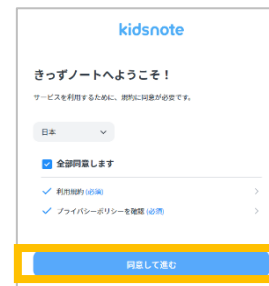 kidsnote
きっずノートへようこそ！
サービスを利用するために、規約に同意が必要です。
日本
全部同意します
利用規約 (必須)
プライバシーポリシーを確認 (必須)
同意して進む